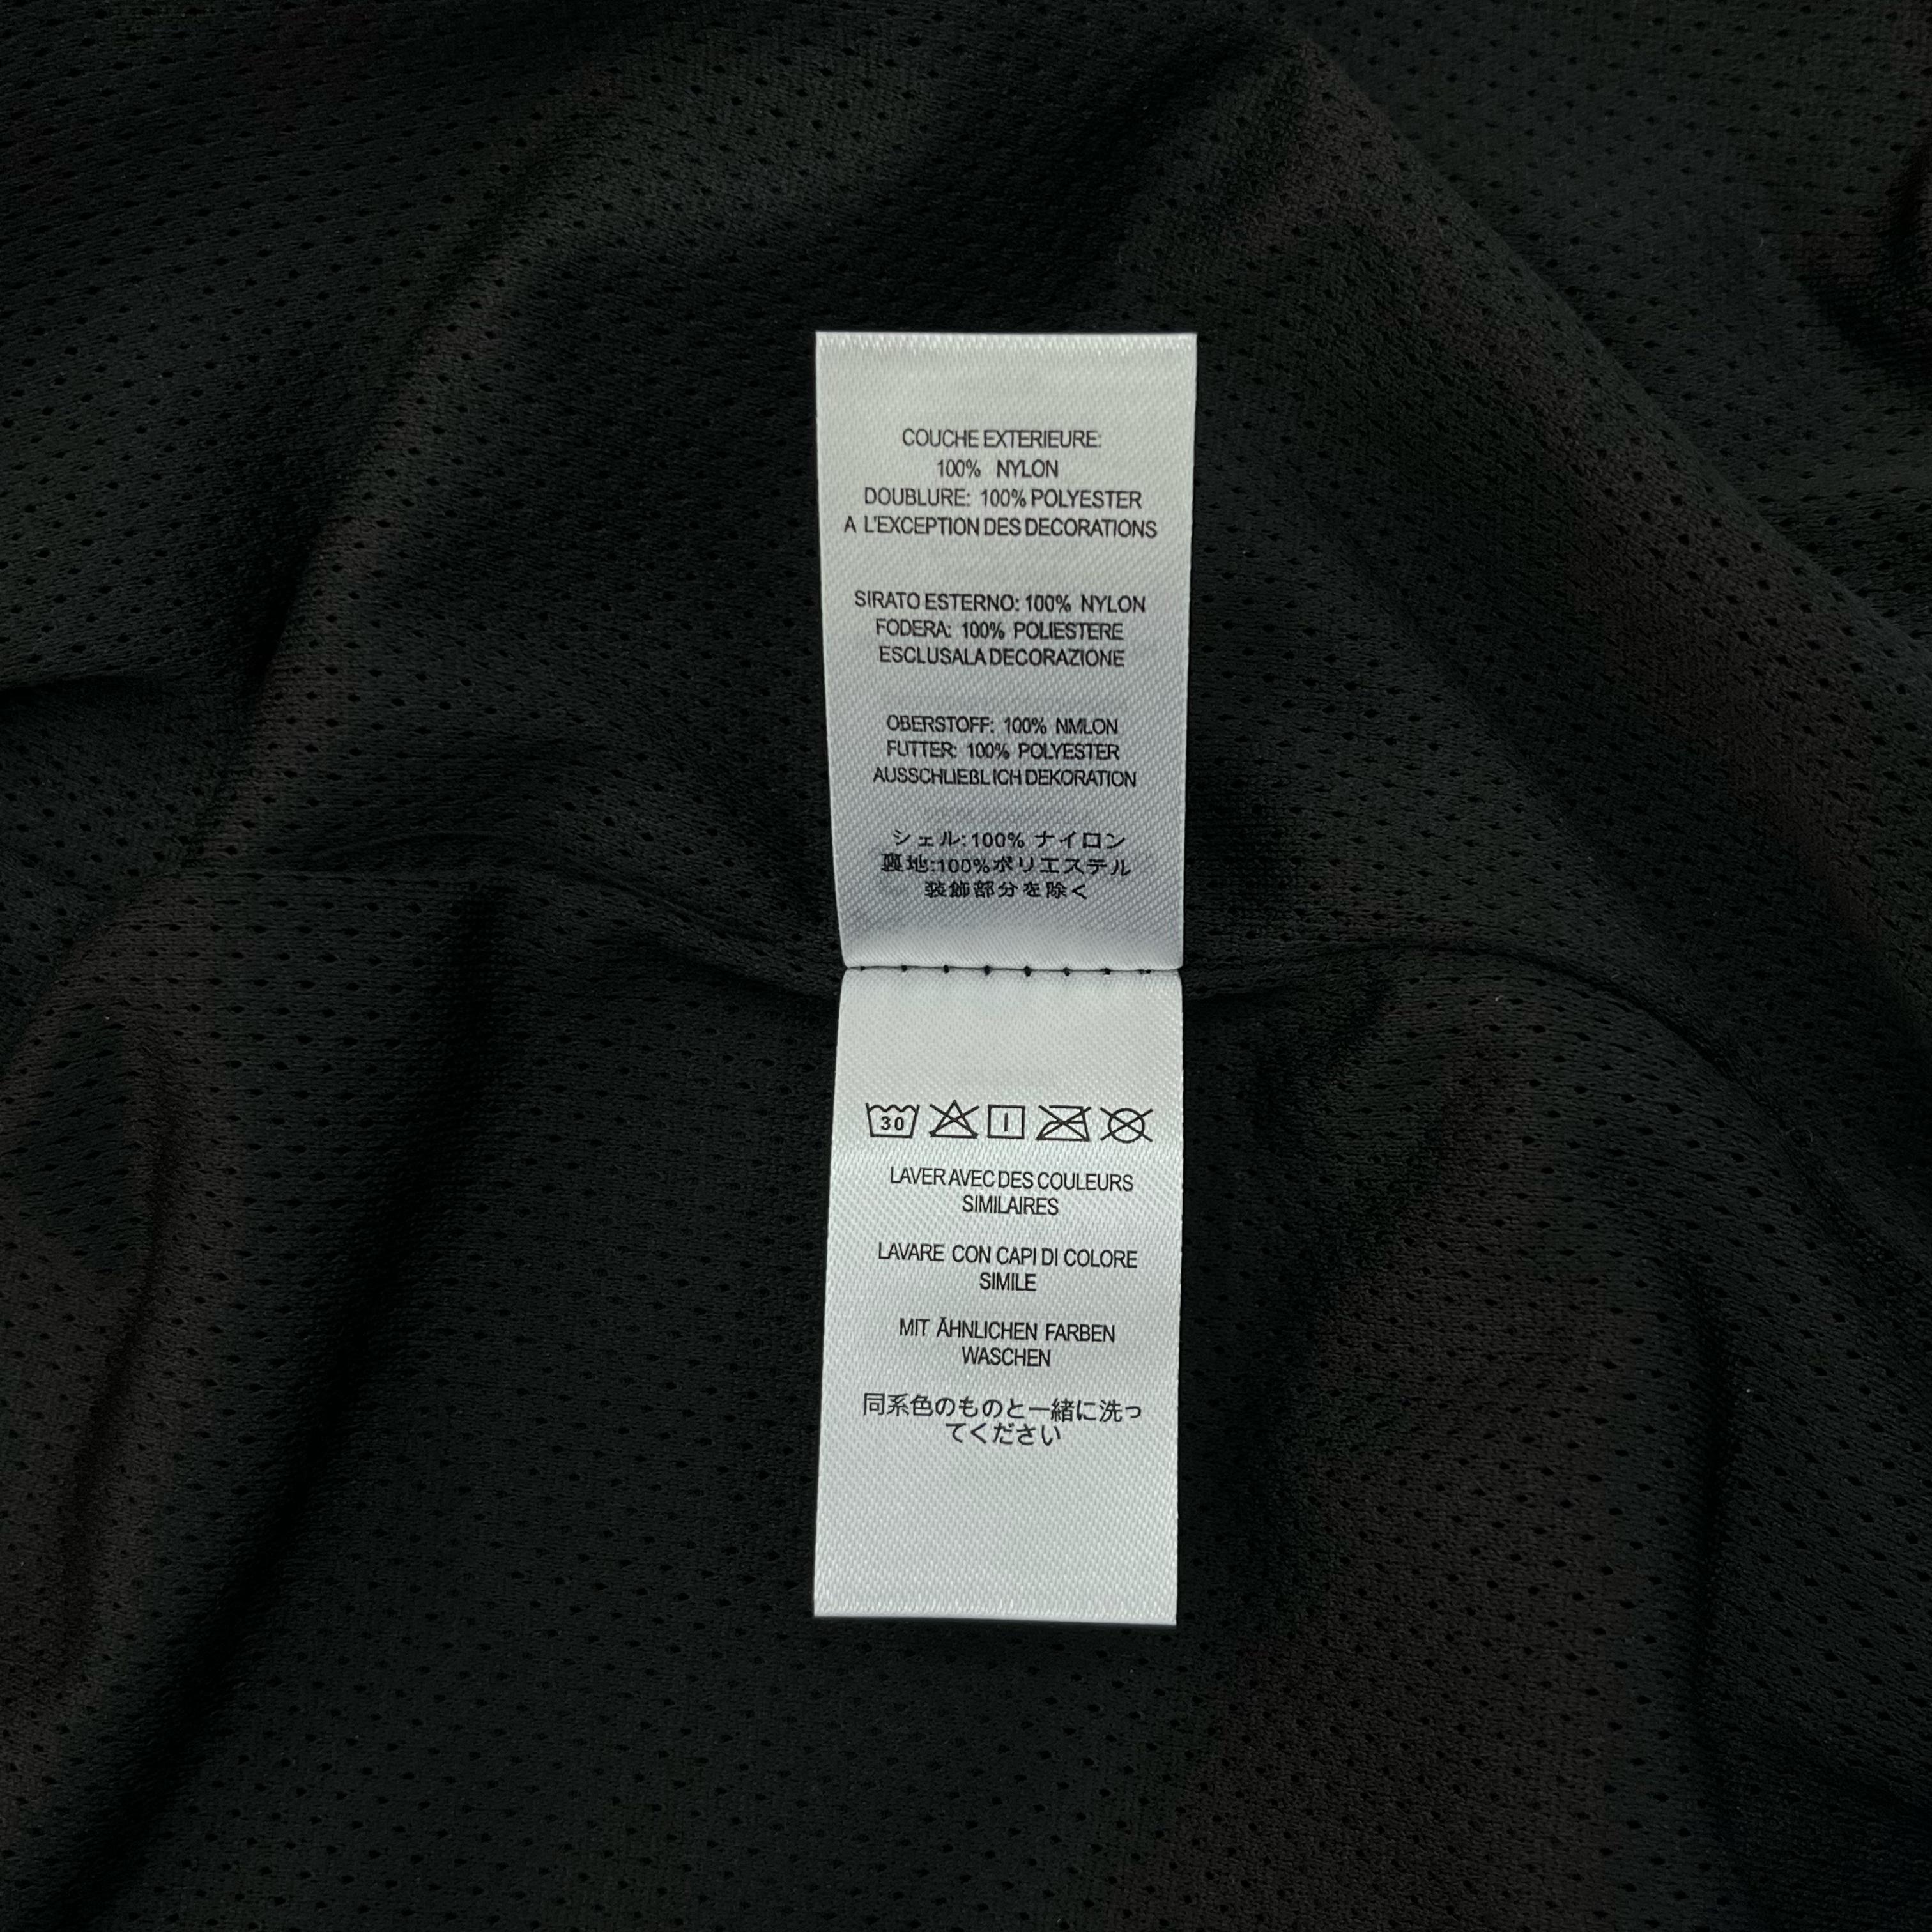 COUCHE EXTERIEURE:
100% NYLON
DOUBLURE: 100% POLYESTER
A L'EXCEPTION DES DECORATIONS
SIRATO ESTERNO: 100% NYLON
FODERA: 100% POLIESTERE
ESCLUSALA DECORAZIONE
OBERSTOFF: 100% NMLON
FUTTER: 100% POLYESTER
AUSSCHLIEßLICH DEKORATION
シェル:100% ナイロン
裏地:100%ポリエステル
装飾部分を除く
30
LAVER AVEC DES COULEURS
SIMILAIRES
LAVARE CON CAPI DI COLORE
SIMILE
MIT ÄHNLICHEN FARBEN
WASCHEN
同系色のものと一緒に洗っ
てください